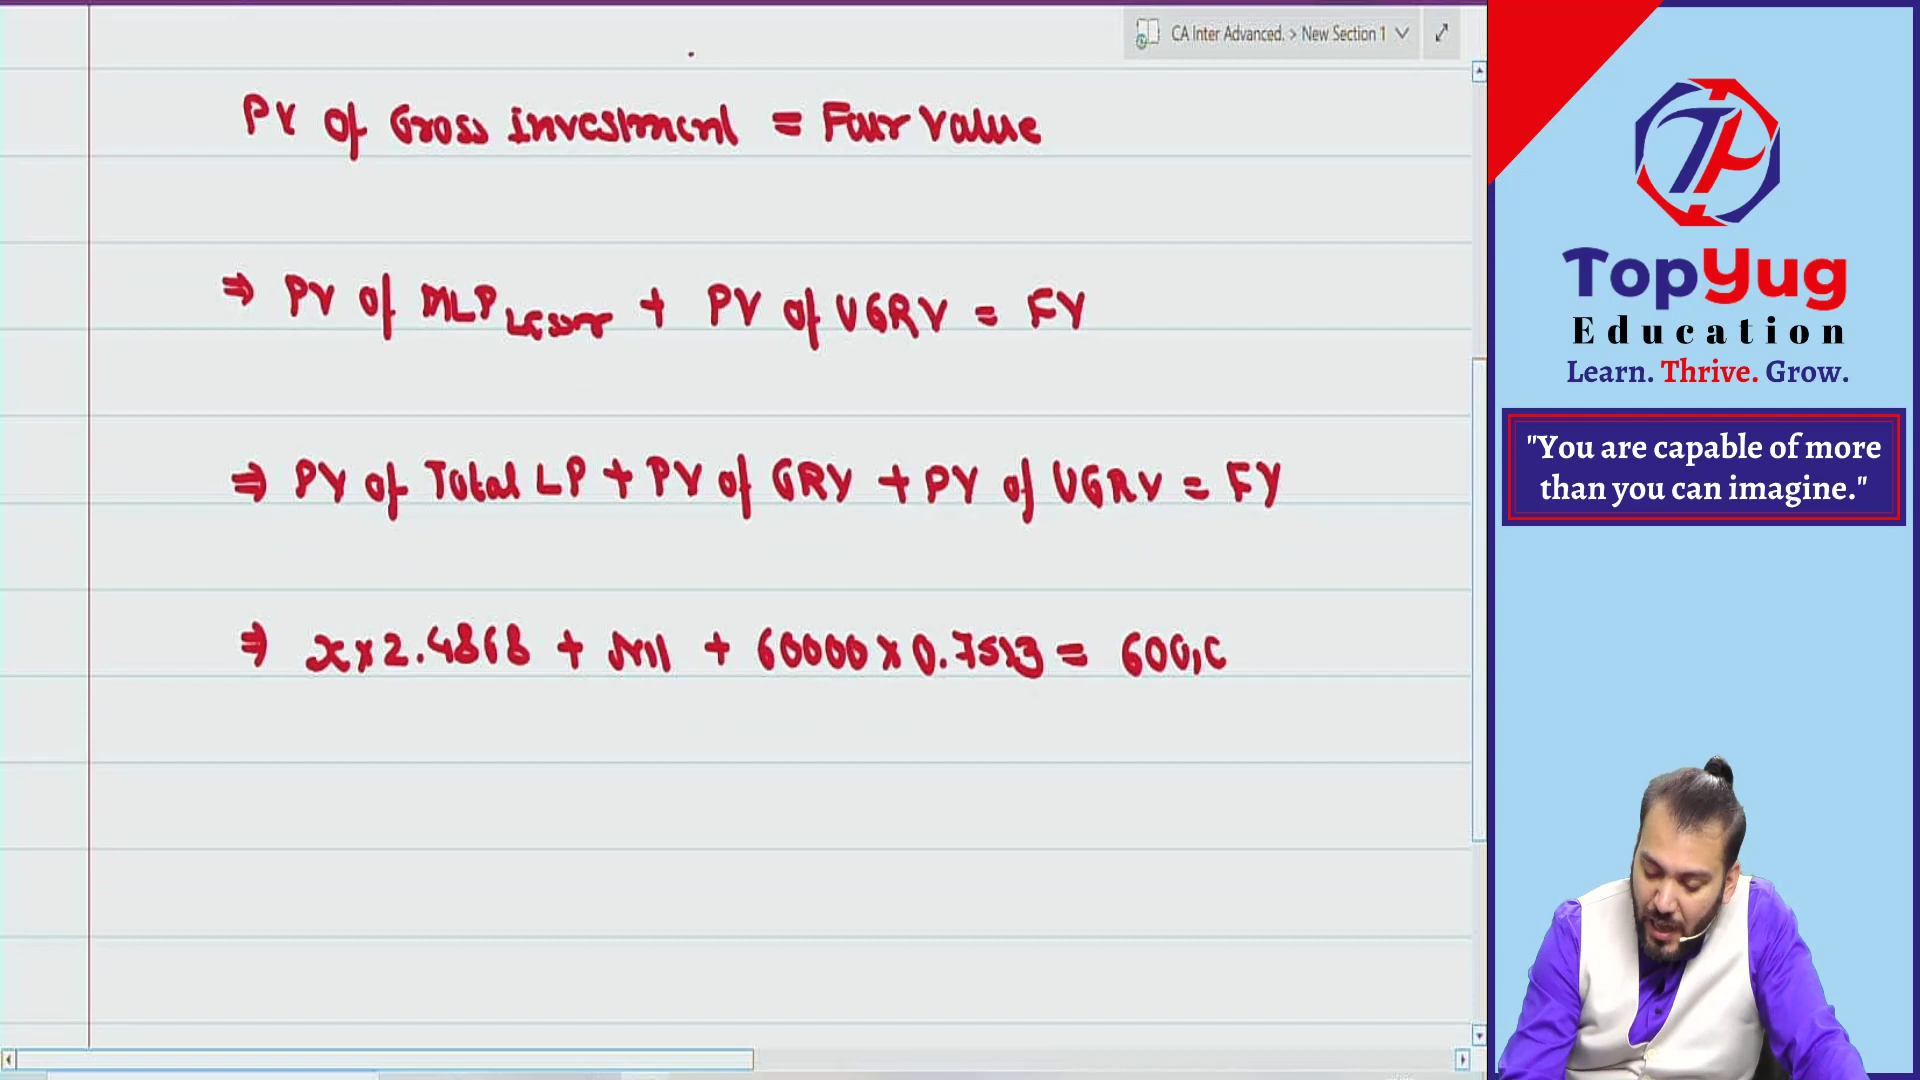 CA Inter Advanced. > New Section 1
PV of Gross investment = Fair Value
⇒ PV of MLP Lessor + PV of UGRV = FV
⇒ PV of Total LP + PV of GRV + PV of UGRV = FV
⇒ x x 2.4868 + Nil + 60000 x 0.7513 = 600,0
TopYug
Education
Learn. Thrive. Grow.
"You are capable of more
than you can imagine."